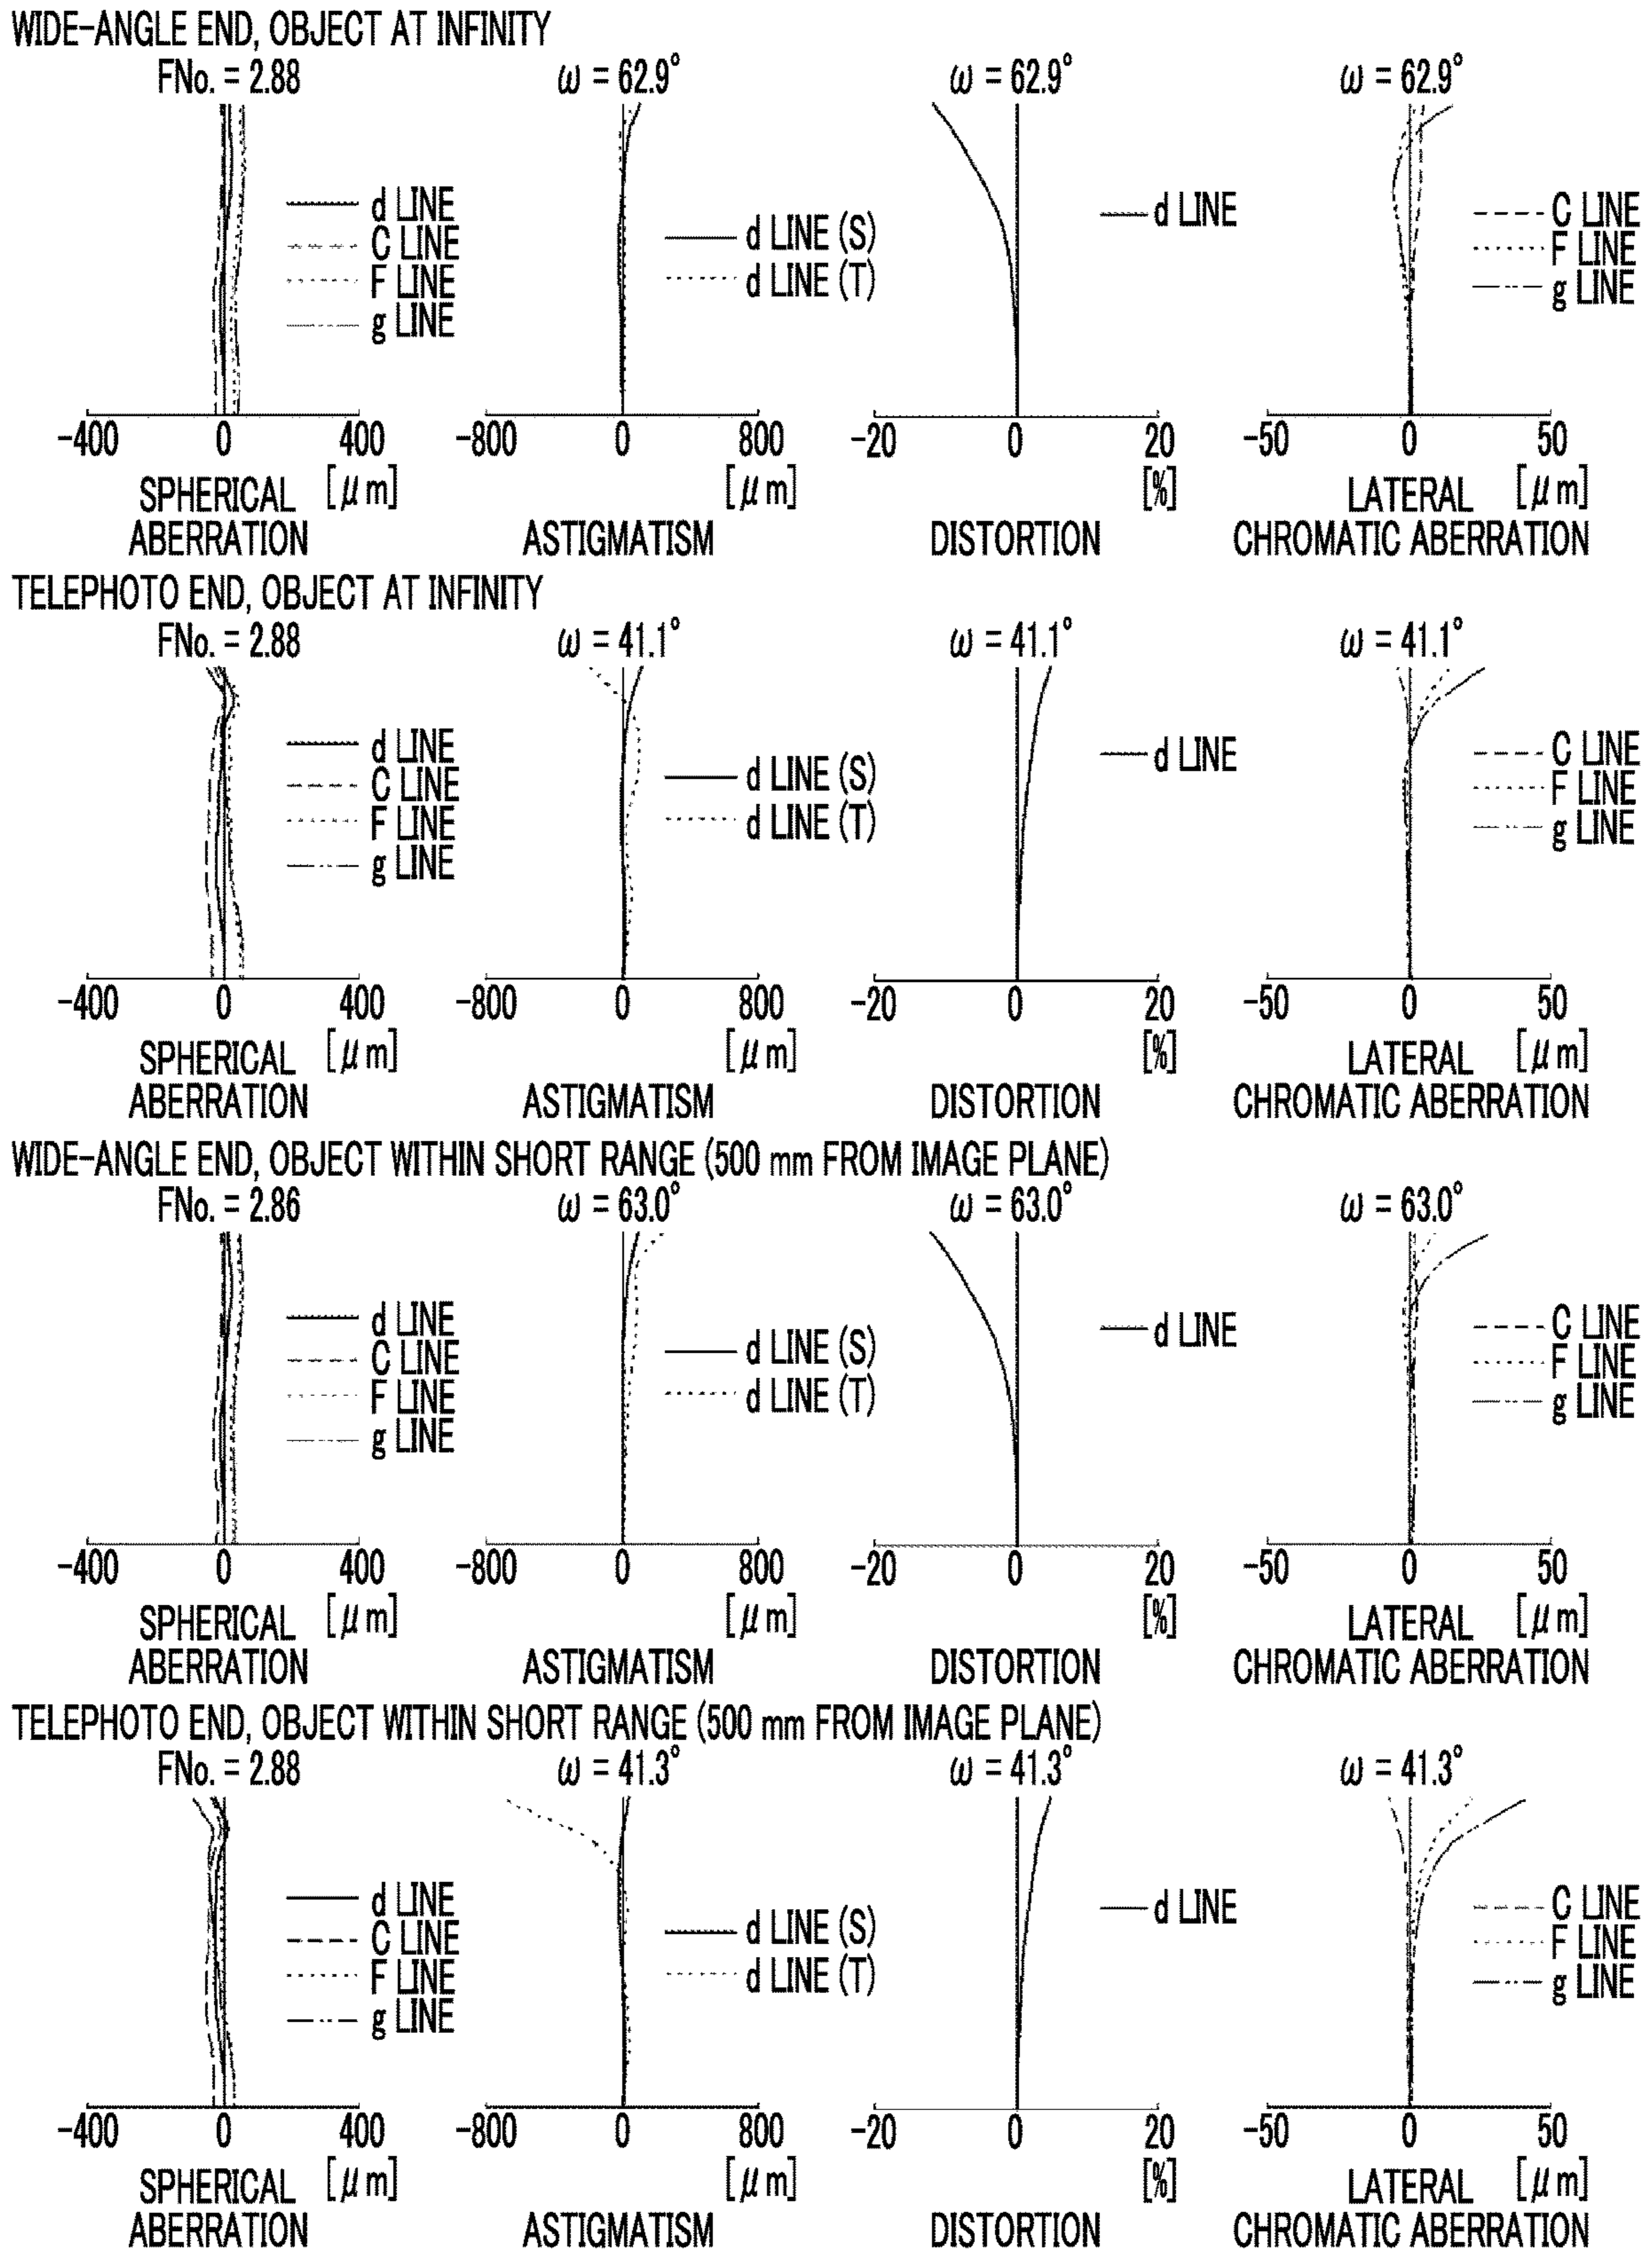 WIDE-ANGLE END, OBJECT AT INFINITY
FNo. = 2.88
ω = 62.9°
ω = 62.9°
ω = 62.9°
d LINE
C LINE
F LINE
g LINE
d LINE (S)
d LINE (T)
d LINE
C LINE
F LINE
g LINE
-400 0 400
-800 0 800
-20 0 20
-50 0 50
[μm]
[μm]
[%]
[μm]
SPHERICAL
ABERRATION
ASTIGMATISM
DISTORTION
LATERAL
CHROMATIC ABERRATION
TELEPHOTO END, OBJECT AT INFINITY
FNo. = 2.88
ω = 41.1°
ω = 41.1°
ω = 41.1°
d LINE
C LINE
F LINE
g LINE
d LINE (S)
d LINE (T)
d LINE
C LINE
F LINE
g LINE
-400 0 400
-800 0 800
-20 0 20
-50 0 50
[μm]
[μm]
[%]
[μm]
SPHERICAL
ABERRATION
ASTIGMATISM
DISTORTION
LATERAL
CHROMATIC ABERRATION
WIDE-ANGLE END, OBJECT WITHIN SHORT RANGE (500 mm FROM IMAGE PLANE)
FNo. = 2.86
ω = 63.0°
ω = 63.0°
ω = 63.0°
d LINE
C LINE
F LINE
g LINE
d LINE (S)
d LINE (T)
d LINE
C LINE
F LINE
g LINE
-400 0 400
-800 0 800
-20 0 20
-50 0 50
[μm]
[μm]
[%]
[μm]
SPHERICAL
ABERRATION
ASTIGMATISM
DISTORTION
LATERAL
CHROMATIC ABERRATION
TELEPHOTO END, OBJECT WITHIN SHORT RANGE (500 mm FROM IMAGE PLANE)
FNo. = 2.88
ω = 41.3°
ω = 41.3°
ω = 41.3°
d LINE
C LINE
F LINE
g LINE
d LINE (S)
d LINE (T)
d LINE
C LINE
F LINE
g LINE
-400 0 400
-800 0 800
-20 0 20
-50 0 50
[μm]
[μm]
[%]
[μm]
SPHERICAL
ABERRATION
ASTIGMATISM
DISTORTION
LATERAL
CHROMATIC ABERRATION